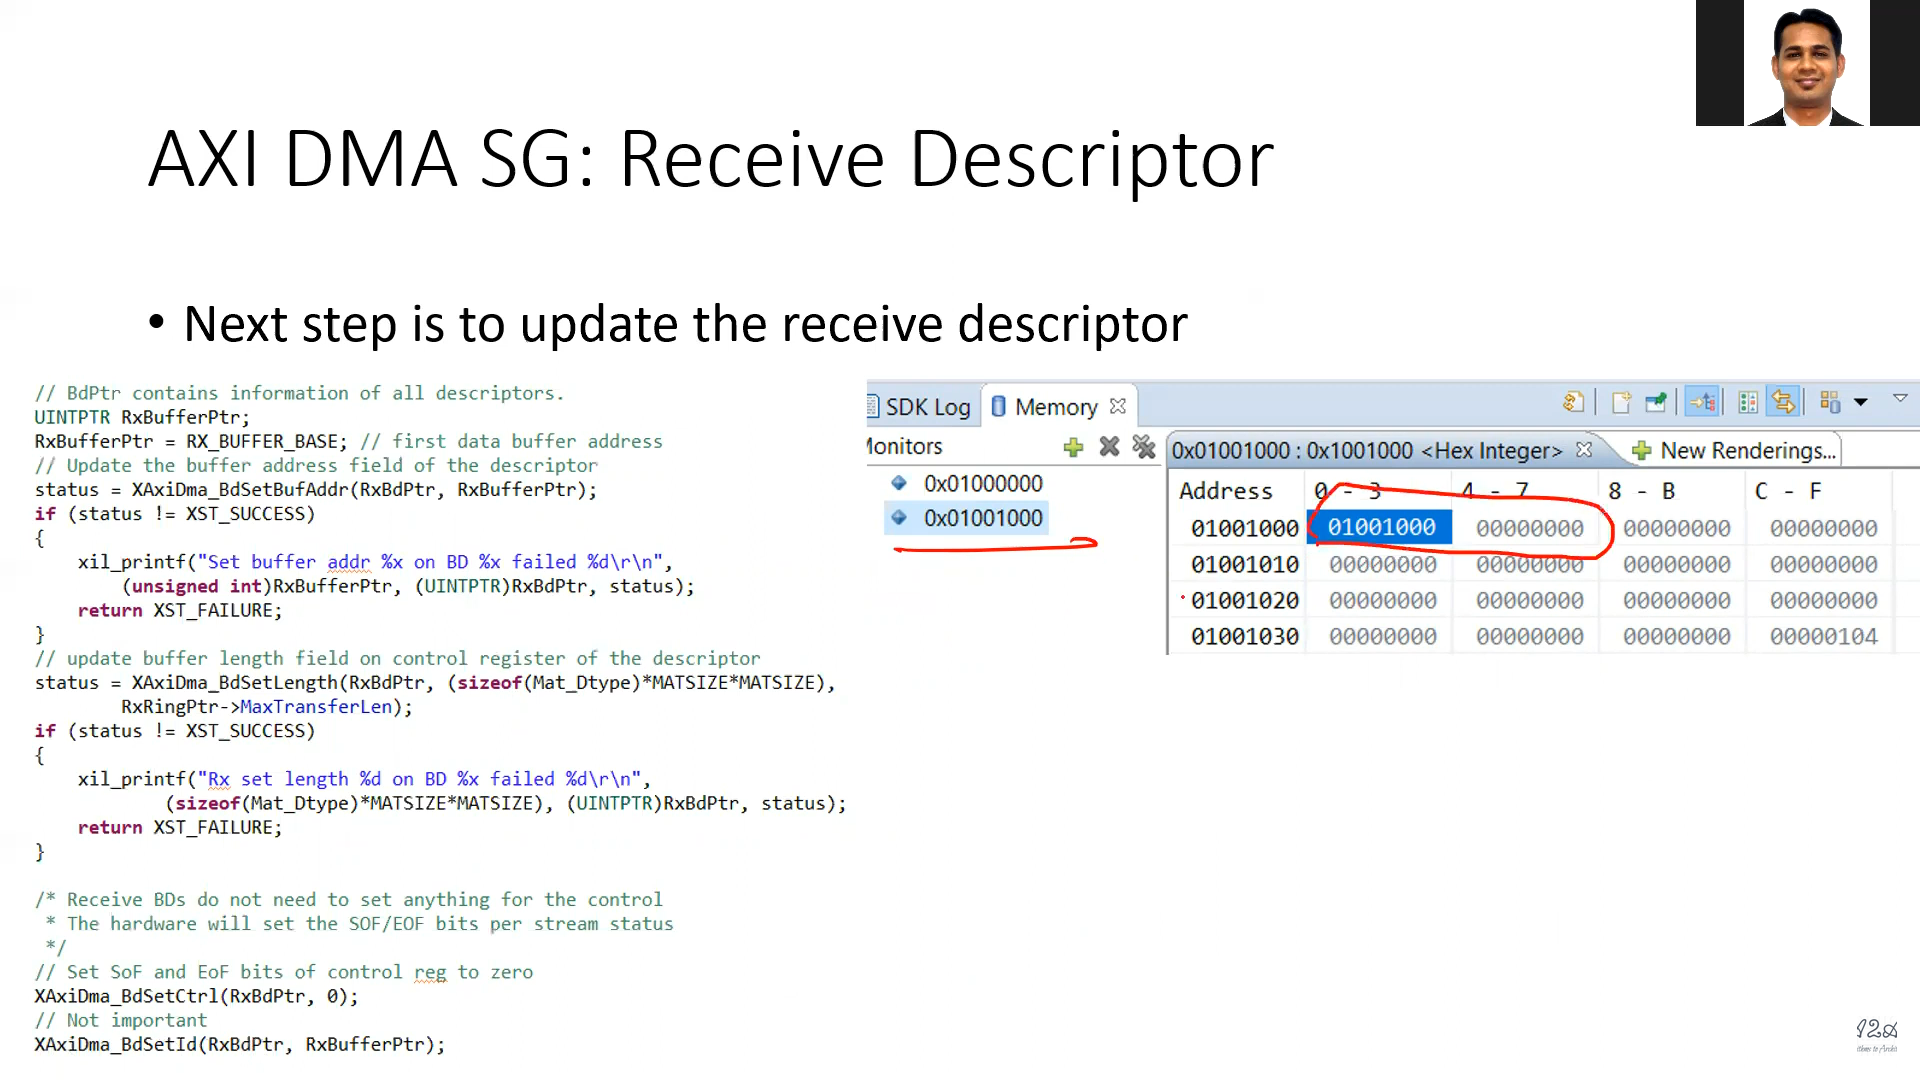 AXI DMA SG: Receive Descriptor
• Next step is to update the receive descriptor
// BdPtr contains information of all descriptors.
UINTPTR RxBufferPtr;
RxBufferPtr = RX_BUFFER_BASE; // first data buffer address
// Update the buffer address field of the descriptor
status = XAxiDma_BdSetBufAddr(RxBdPtr, RxBufferPtr);
if (status != XST_SUCCESS)
{
    xil_printf("Set buffer addr %x on BD %x failed %d\r\n",
        (unsigned int)RxBufferPtr, (UINTPTR)RxBdPtr, status);
    return XST_FAILURE;
}
// update buffer length field on control register of the descriptor
status = XAxiDma_BdSetLength(RxBdPtr, (sizeof(Mat_Dtype)*MATSIZE*MATSIZE),
        RxRingPtr->MaxTransferLen);
if (status != XST_SUCCESS)
{
    xil_printf("Rx set length %d on BD %x failed %d\r\n",
            (sizeof(Mat_Dtype)*MATSIZE*MATSIZE), (UINTPTR)RxBdPtr, status);
    return XST_FAILURE;
}
/* Receive BDs do not need to set anything for the control
 * The hardware will set the SOF/EOF bits per stream status
 */
// Set SoF and EoF bits of control reg to zero
XAxiDma_BdSetCtrl(RxBdPtr, 0);
// Not important
XAxiDma_BdSetId(RxBdPtr, RxBufferPtr);
SDK Log Memory
Monitors
0x01000000
0x01001000
0x01001000 : 0x1001000 <Hex Integer> New Renderings...
Address 0 - 3 4 - 7 8 - B C - F
01001000 01001000 00000000 00000000 00000000
01001010 00000000 00000000 00000000 00000000
01001020 00000000 00000000 00000000 00000000
01001030 00000000 00000000 00000000 00000104